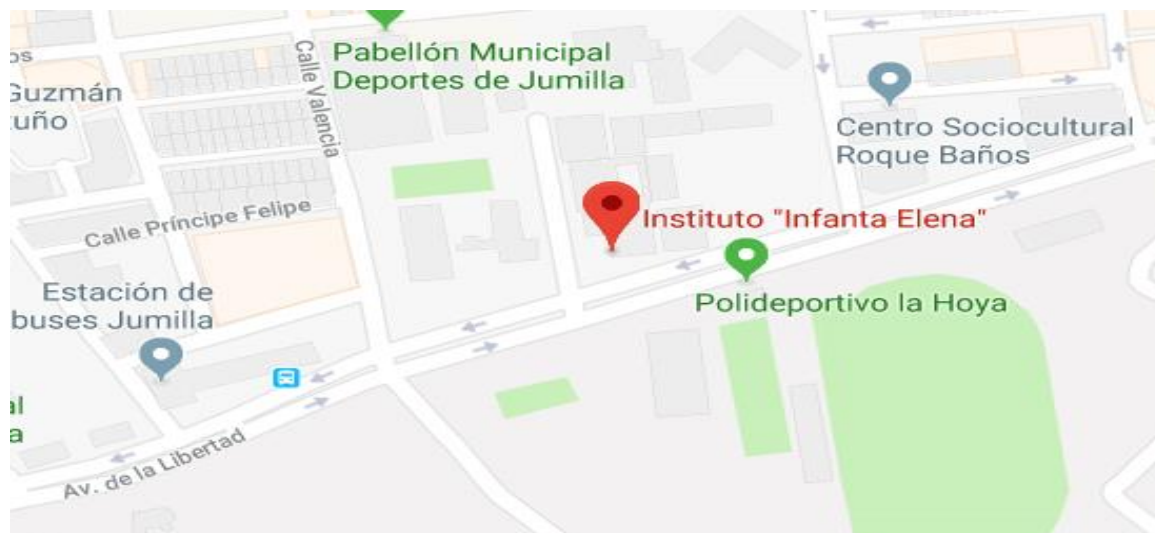 Pabellón Municipal
Deportes de Jumilla
Calle Valencia
Guzmán
Centro Sociocultural
Roque Baños
Calle Príncipe Felipe
Instituto "Infanta Elena"
Estación de
buses Jumilla
Polideportivo la Hoya
Av. de la Libertad